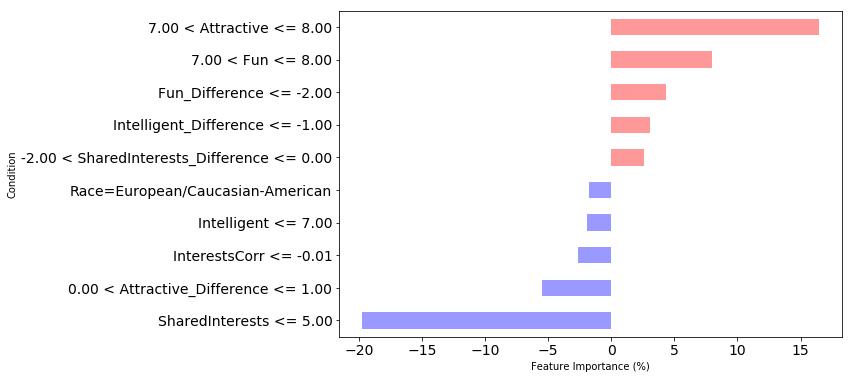 7.00 < Attractive <= 8.00
7.00 < Fun <= 8.00
Fun_Difference <= -2.00
Intelligent_Difference <= -1.00
-2.00 < SharedInterests_Difference <= 0.00
Race=European/Caucasian-American
Intelligent <= 7.00
InterestsCorr <= -0.01
0.00 < Attractive_Difference <= 1.00
SharedInterests <= 5.00
Condition
−20 −15 −10 −5 0 5 10 15
Feature Importance (%)